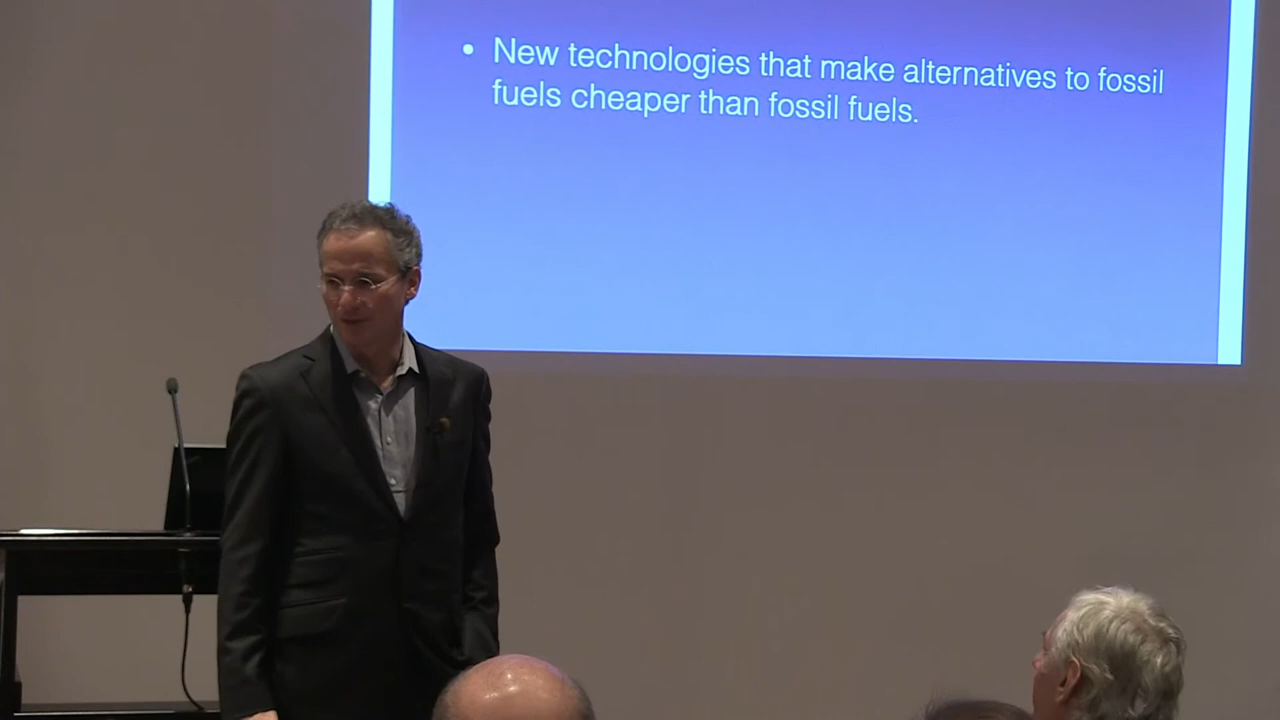 • New technologies that make alternatives to fossil
fuels cheaper than fossil fuels.